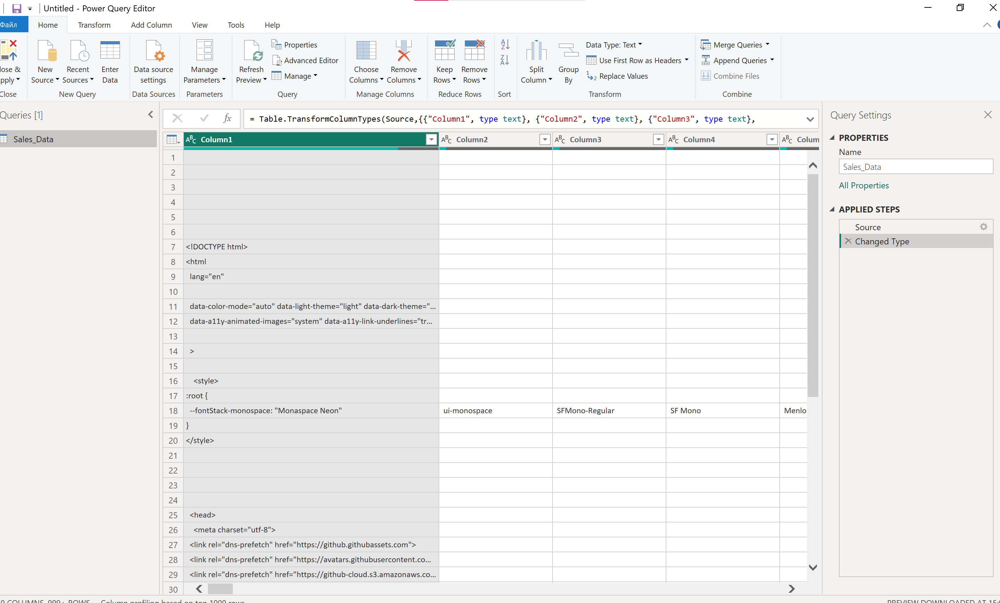 Untitled - Power Query Editor
Файл Home Transform Add Column View Tools Help
New Source
Recent Sources
Enter Data
New Query
Data source settings
Data Sources
Manage Parameters
Parameters
Refresh Preview
Properties
Advanced Editor
Manage
Query
Choose Columns
Remove Columns
Manage Columns
Keep Rows
Remove Rows
Reduce Rows
Sort
Split Column
Group By
Data Type: Text
Use First Row as Headers
Replace Values
Transform
Merge Queries
Append Queries
Combine Files
Combine
Queries [1]
Sales_Data
fx = Table.TransformColumnTypes(Source,{{"Column1", type text}, {"Column2", type text}, {"Column3", type text},
Column1 Column2 Column3 Column4 Colum
1
2
3
4
5
6
7 <!DOCTYPE html>
8 <html
9 lang="en"
10
11 data-color-mode="auto" data-light-theme="light" data-dark-theme="...
12 data-a11y-animated-images="system" data-a11y-link-underlines="tr...
13
14 >
15
16 <style>
17 :root {
18 --fontStack-monospace: "Monaspace Neon" ui-monospace SFMono-Regular SF Mono Menlo
19 }
20 </style>
21
22
23
24
25 <head>
26 <meta charset="utf-8">
27 <link rel="dns-prefetch" href="https://github.githubassets.com">
28 <link rel="dns-prefetch" href="https://avatars.githubusercontent.co...
29 <link rel="dns-prefetch" href="https://github-cloud.s3.amazonaws.co...
30
Query Settings
PROPERTIES
Name
Sales_Data
All Properties
APPLIED STEPS
Source
Changed Type
COLUMNS, 999+ ROWS Column profiling based on top 1000 rows
PREVIEW DOWNLOADED AT